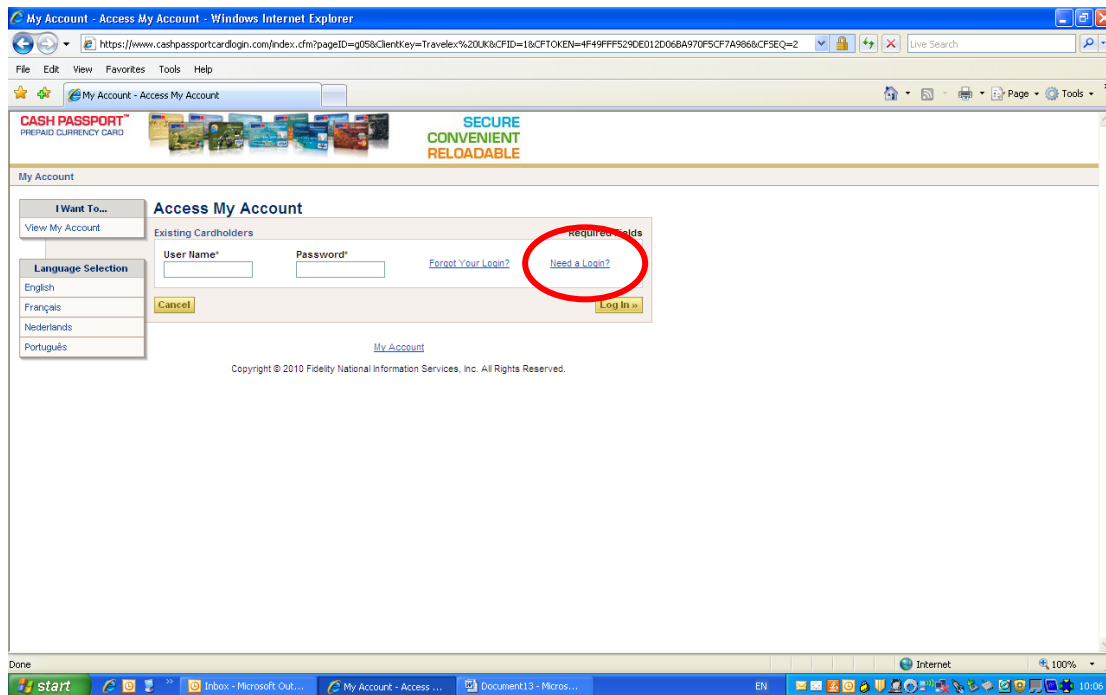 My Account - Access My Account - Windows Internet Explorer
https://www.cashpassportcardlogin.com/index.cfm?pageID=g05&ClientKey=Travelex%20UK&CFID=1&CFTOKEN=4F49FFF529DE012D06BA970F5CF7A986&CFSEQ=2
Live Search
File Edit View Favorites Tools Help
My Account - Access My Account
Page Tools
CASH PASSPORT™
PREPAID CURRENCY CARD
SECURE
CONVENIENT
RELOADABLE
My Account
I Want To...
View My Account
Language Selection
English
Français
Nederlands
Português
Access My Account
Existing Cardholders Required Fields
User Name* Password*
Forgot Your Login? Need a Login?
Cancel Log In »
My Account
Copyright © 2010 Fidelity National Information Services, Inc. All Rights Reserved.
Done Internet 100%
start Inbox - Microsoft Out... My Account - Access ... Document13 - Micros... EN 10:06